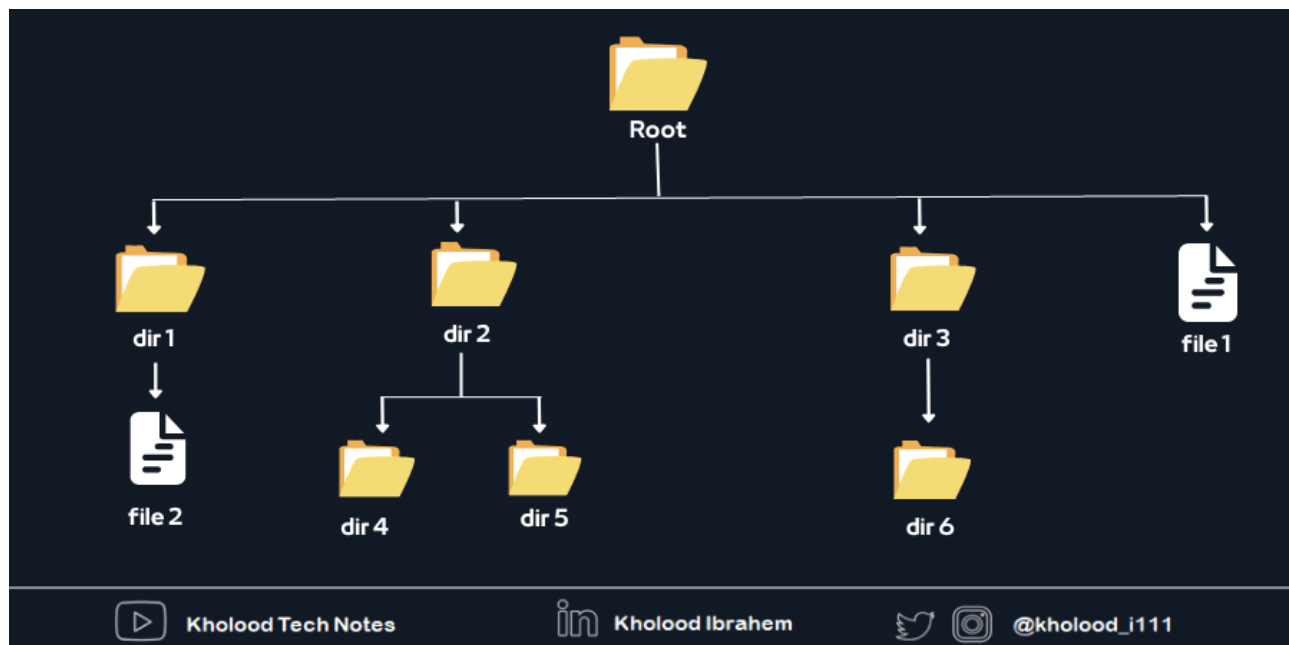 Root
dir 1
dir 2
dir 3
file 1
file 2
dir 4
dir 5
dir 6
Kholood Tech Notes
in
Kholood Ibrahem
@kholood_i111